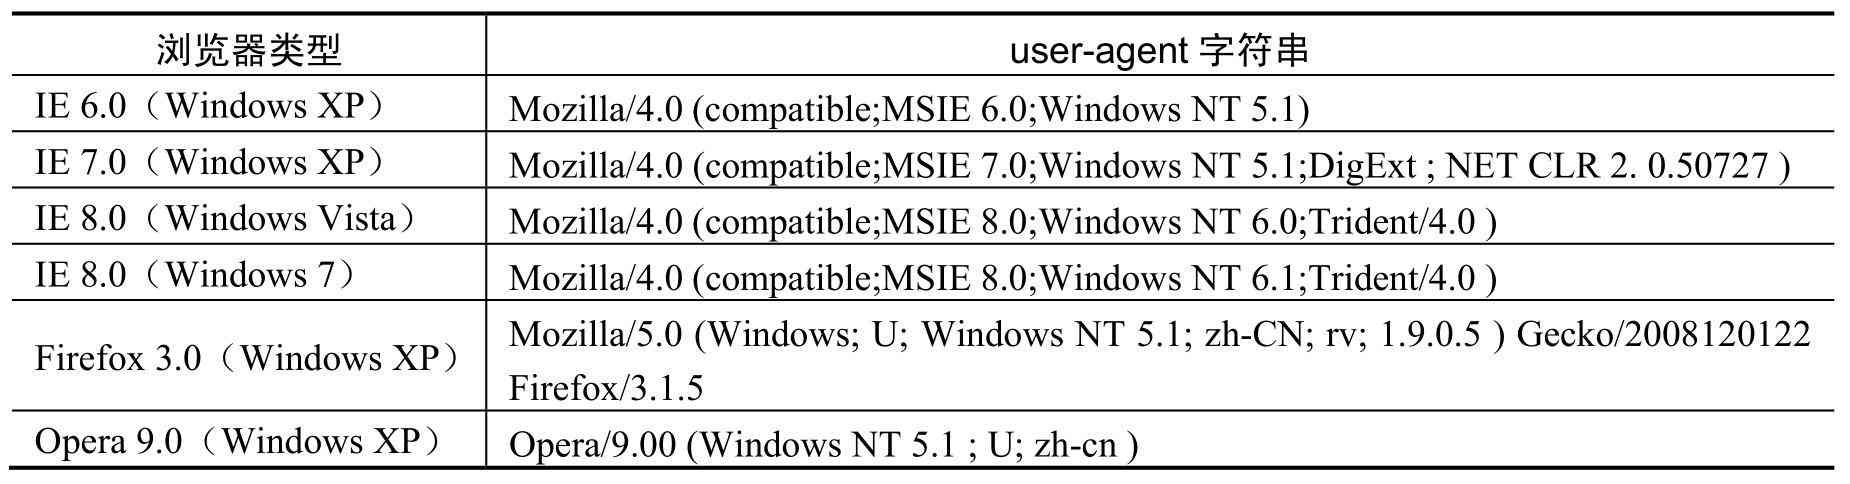 浏览器类型 user-agent 字符串
IE 6.0（Windows XP） Mozilla/4.0 (compatible;MSIE 6.0;Windows NT 5.1)
IE 7.0（Windows XP） Mozilla/4.0 (compatible;MSIE 7.0;Windows NT 5.1;DigExt ; NET CLR 2. 0.50727 )
IE 8.0（Windows Vista） Mozilla/4.0 (compatible;MSIE 8.0;Windows NT 6.0;Trident/4.0 )
IE 8.0（Windows 7） Mozilla/4.0 (compatible;MSIE 8.0;Windows NT 6.1;Trident/4.0 )
Firefox 3.0（Windows XP） Mozilla/5.0 (Windows; U; Windows NT 5.1; zh-CN; rv; 1.9.0.5 ) Gecko/2008120122
Firefox/3.1.5
Opera 9.0（Windows XP） Opera/9.00 (Windows NT 5.1 ; U; zh-cn )